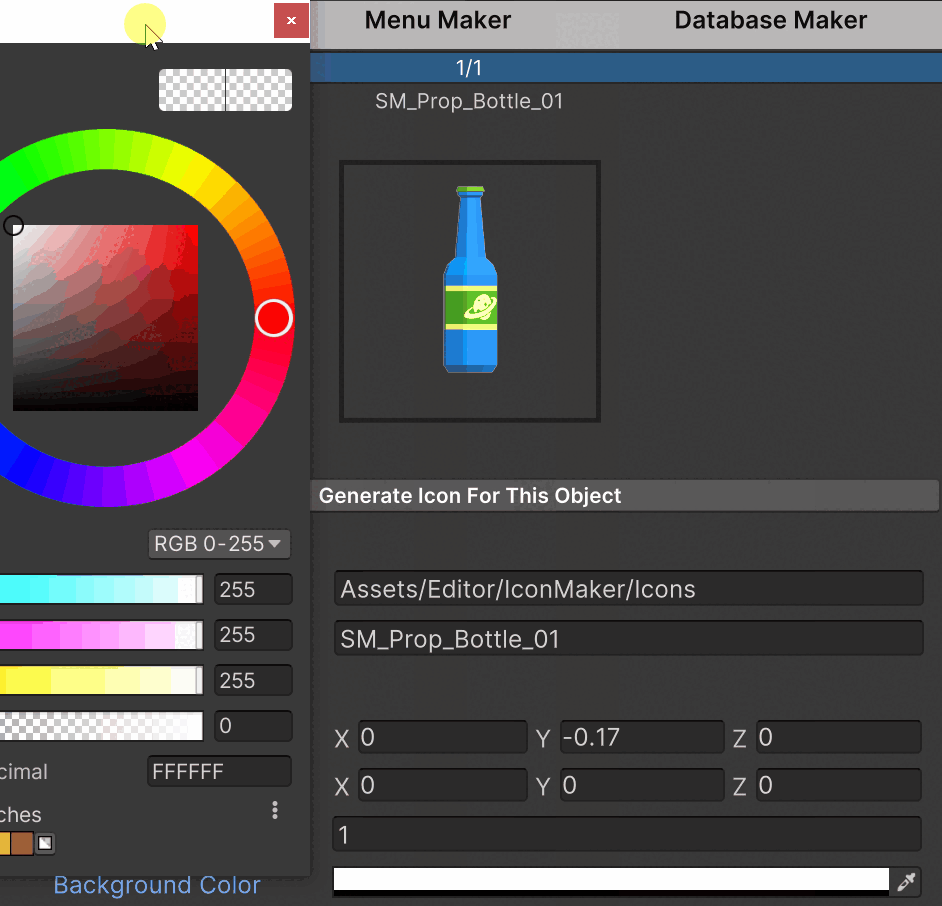 Menu Maker Database Maker
1/1
SM_Prop_Bottle_01
Generate Icon For This Object
RGB 0-255
255
255
255
0
cimal FFFFFF
ches
Assets/Editor/IconMaker/Icons
SM_Prop_Bottle_01
X 0 Y -0.17 Z 0
X 0 Y 0 Z 0
1
Background Color